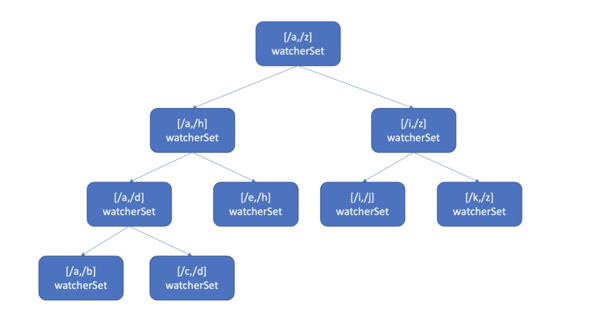 [/a,/z]
watcherSet
[/a,/h]
watcherSet
[/i,/z]
watcherSet
[/a,/d]
watcherSet
[/e,/h]
watcherSet
[/i,/j]
watcherSet
[/k,/z]
watcherSet
[/a,/b]
watcherSet
[/c,/d]
watcherSet